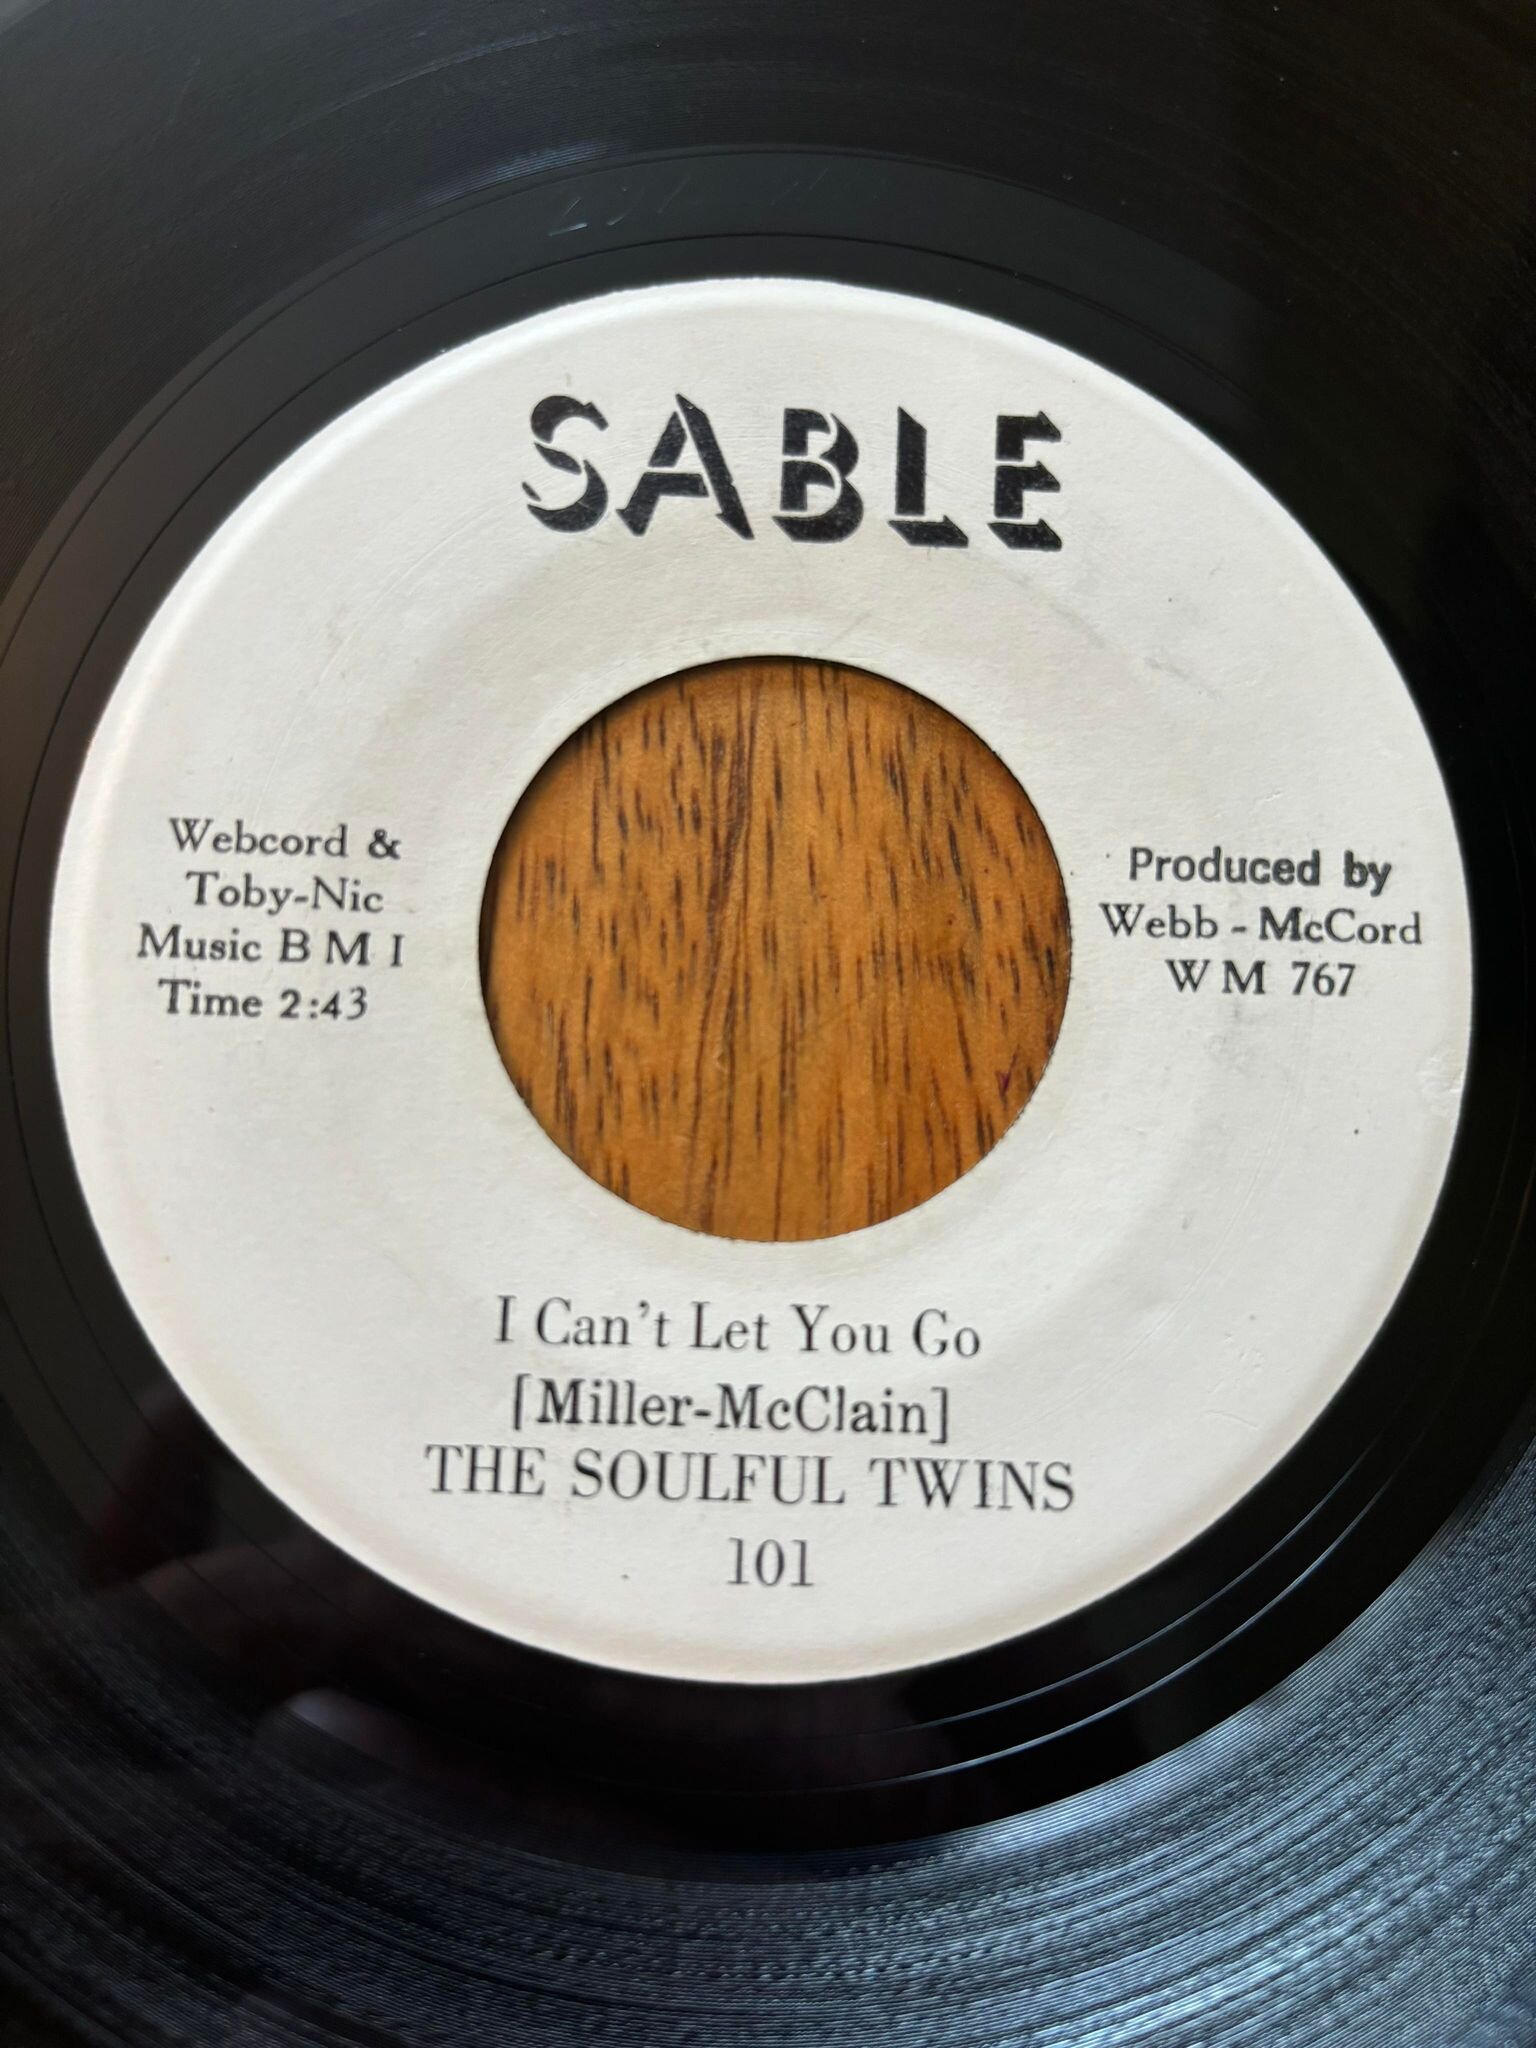 SABLE
Webcord &
Toby-Nic
Music B M I
Time 2:43
Produced by
Webb - McCord
W M 767
I Can't Let You Go
[Miller-McClain]
THE SOULFUL TWINS
101